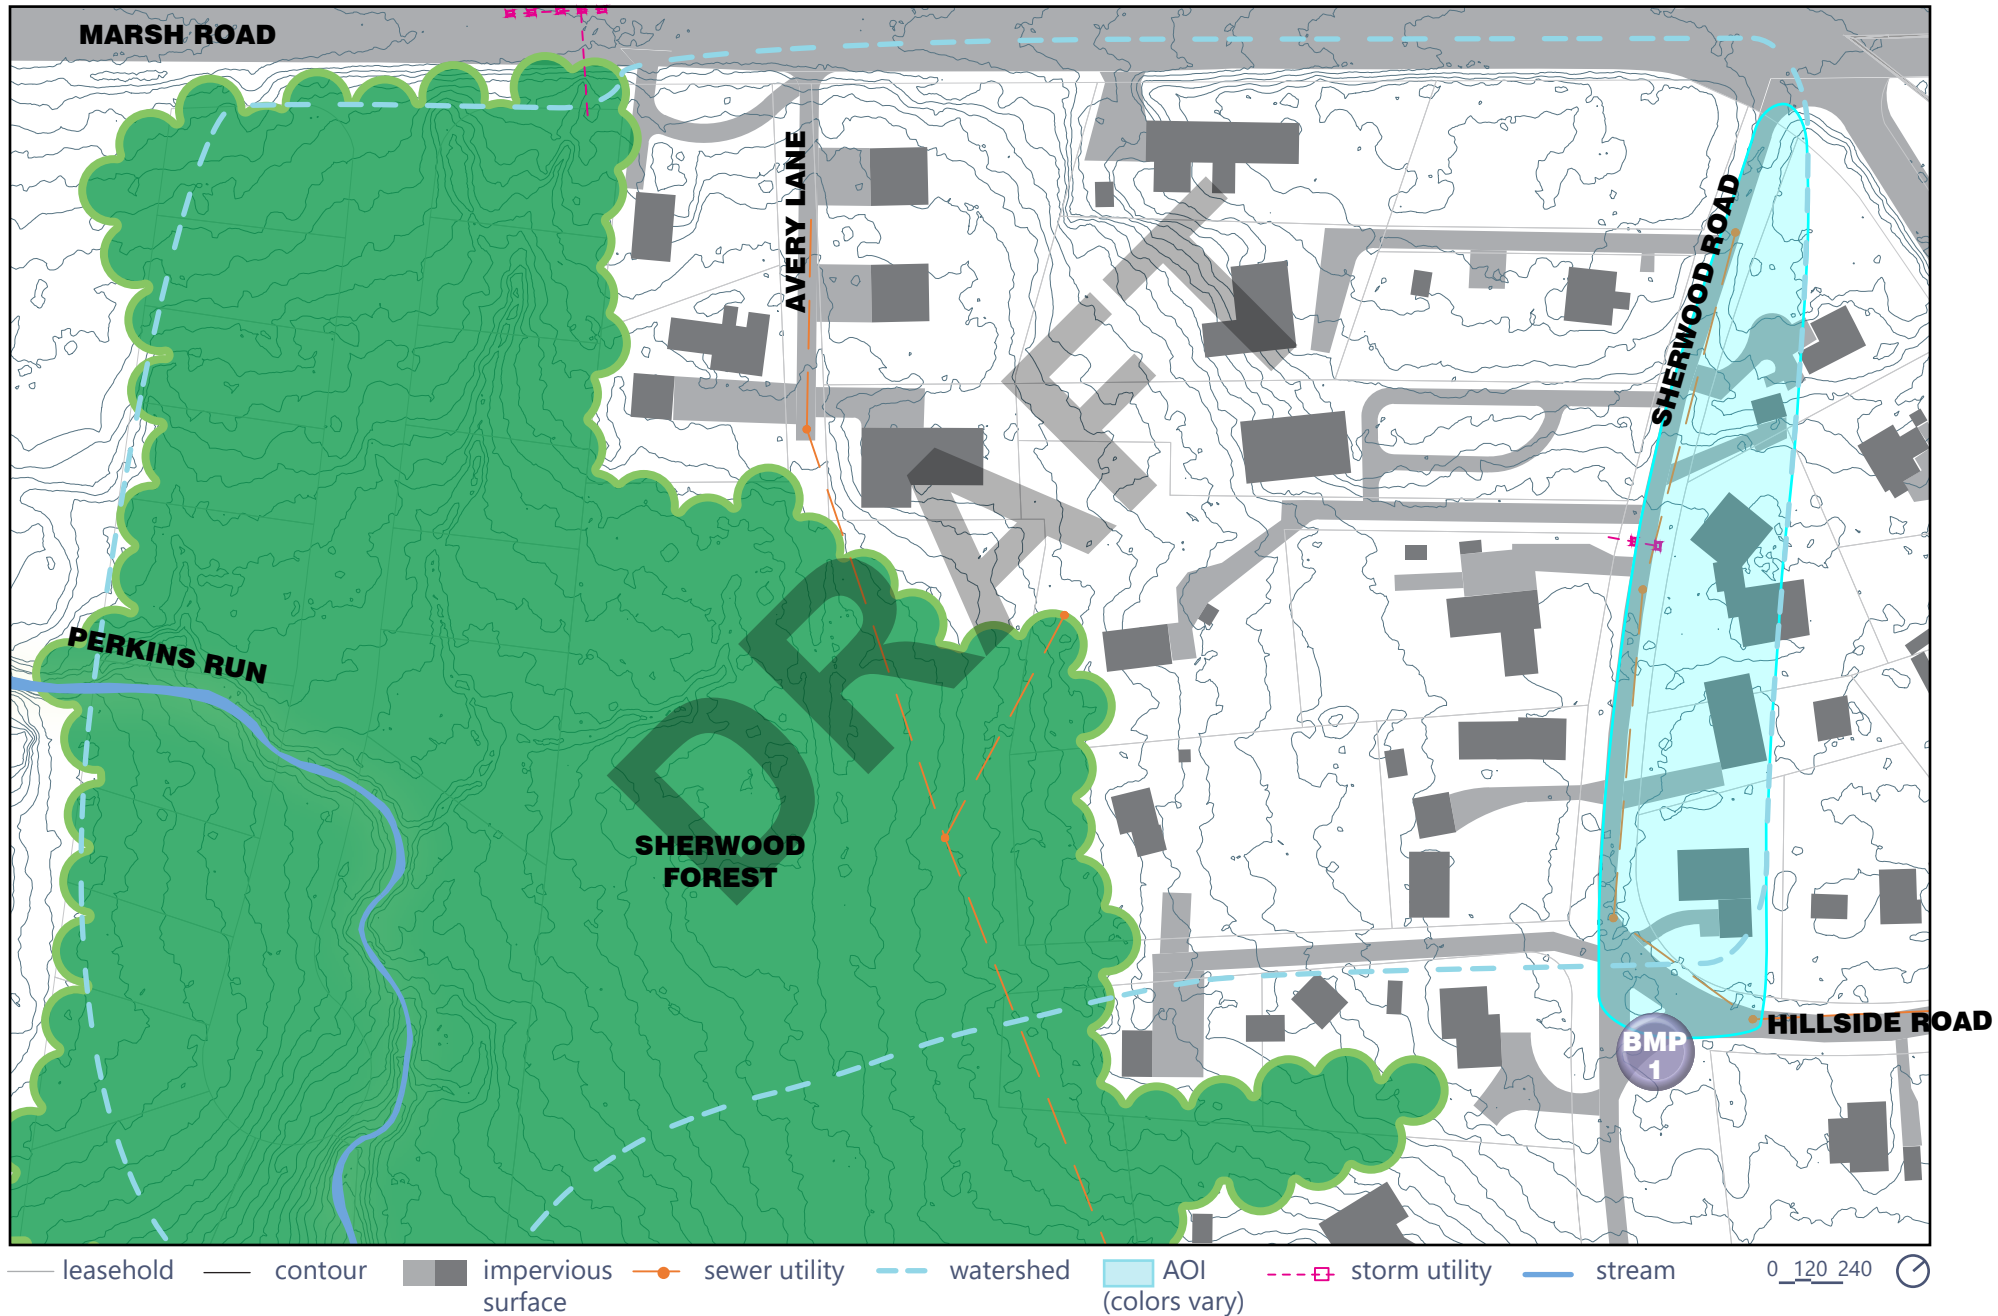 MARSH ROAD
AVERY LANE
SHERWOOD ROAD
DRAFT
PERKINS RUN
SHERWOOD
FOREST
HILLSIDE ROAD
BMP
1
leasehold
contour
impervious
surface
sewer utility
watershed
AOI
(colors vary)
storm utility
stream
0 120 240